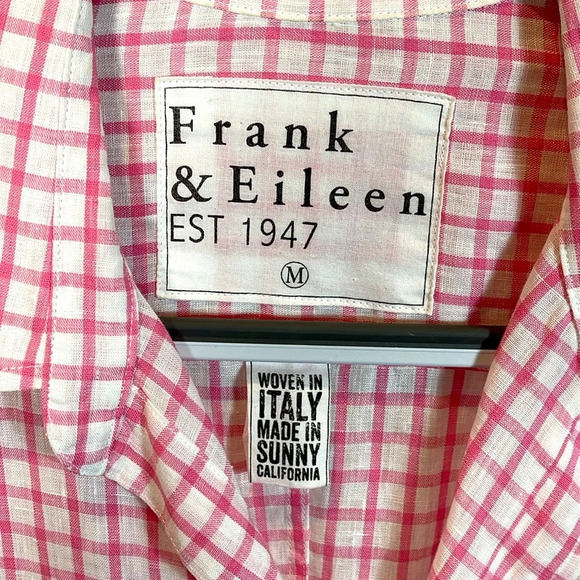 Frank
& Eileen
EST 1947
M
WOVEN IN
ITALY
MADE IN
SUNNY
CALIFORNIA